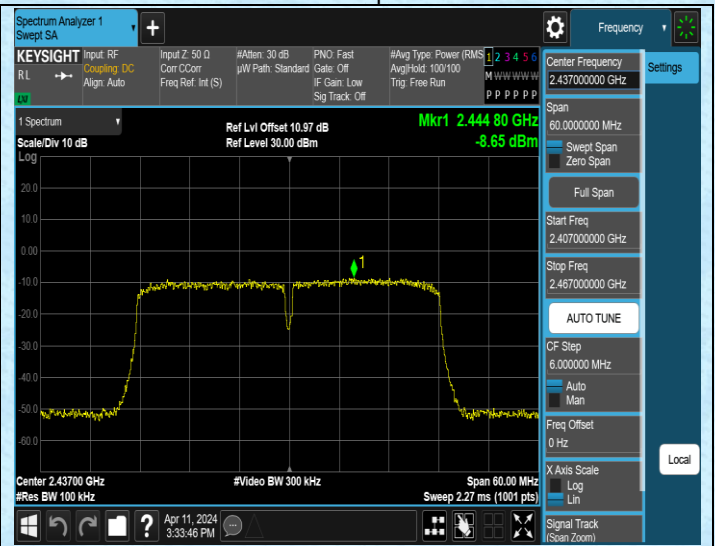 Spectrum Analyzer 1
Swept SA
+
Frequency
KEYSIGHT
RL
LXI
Input: RF
Coupling: DC
Align: Auto
Input Z: 50 Ω
Corr CCorr
Freq Ref: Int (S)
#Atten: 30 dB
µW Path: Standard
PNO: Fast
Gate: Off
IF Gain: Low
Sig Track: Off
#Avg Type: Power (RMS
Avg|Hold: 100/100
Trig: Free Run
1 2 3 4 5 6
M W W W W W
P P P P P P
1 Spectrum
Scale/Div 10 dB
Log
Ref Lvl Offset 10.97 dB
Ref Level 30.00 dBm
Mkr1 2.444 80 GHz
-8.65 dBm
20.0
10.0
0.00
-10.0
-20.0
-30.0
-40.0
-50.0
-60.0
1
Center 2.43700 GHz
#Res BW 100 kHz
#Video BW 300 kHz
Span 60.00 MHz
Sweep 2.27 ms (1001 pts)
?
Apr 11, 2024
3:33:46 PM
Center Frequency
2.437000000 GHz
Settings
Span
60.0000000 MHz
Swept Span
Zero Span
Full Span
Start Freq
2.407000000 GHz
Stop Freq
2.467000000 GHz
AUTO TUNE
CF Step
6.000000 MHz
Auto
Man
Freq Offset
0 Hz
X Axis Scale
Log
Lin
Local
Signal Track
(Span Zoom)